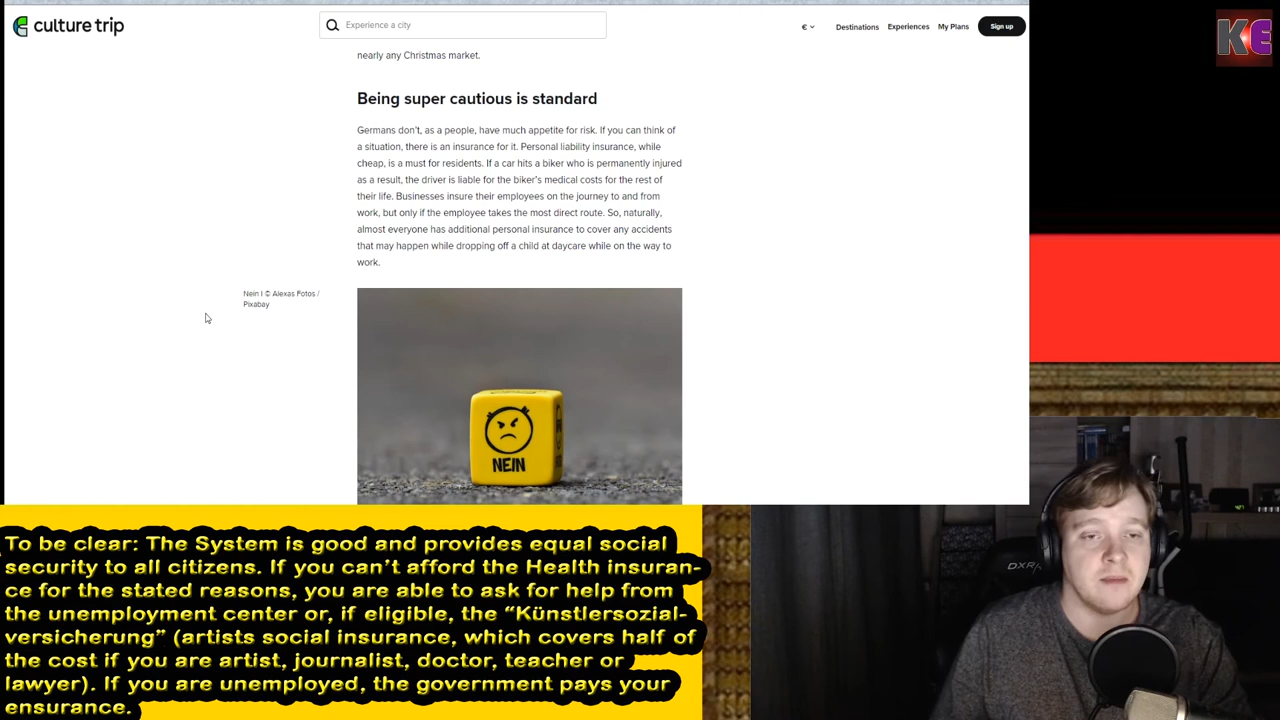 culture trip
Experience a city
€
Destinations
Experiences
My Plans
Sign up
KE
nearly any Christmas market.
Being super cautious is standard
Germans don't, as a people, have much appetite for risk. If you can think of
a situation, there is an insurance for it. Personal liability insurance, while
cheap, is a must for residents. If a car hits a biker who is permanently injured
as a result, the driver is liable for the biker's medical costs for the rest of
their life. Businesses insure their employees on the journey to and from
work, but only if the employee takes the most direct route. So, naturally,
almost everyone has additional personal insurance to cover any accidents
that may happen while dropping off a child at daycare while on the way to
work.
Nein I © Alexas Fotos /
Pixabay
NEIN
To be clear: The System is good and provides equal social
security to all citizens. If you can't afford the Health insuran-
ce for the stated reasons, you are able to ask for help from
the unemployment center or, if eligible, the “Künstlersozial-
versicherung” (artists social insurance, which covers half of
the cost if you are artist, journalist, doctor, teacher or
lawyer). If you are unemployed, the government pays your
ensurance.
DXR